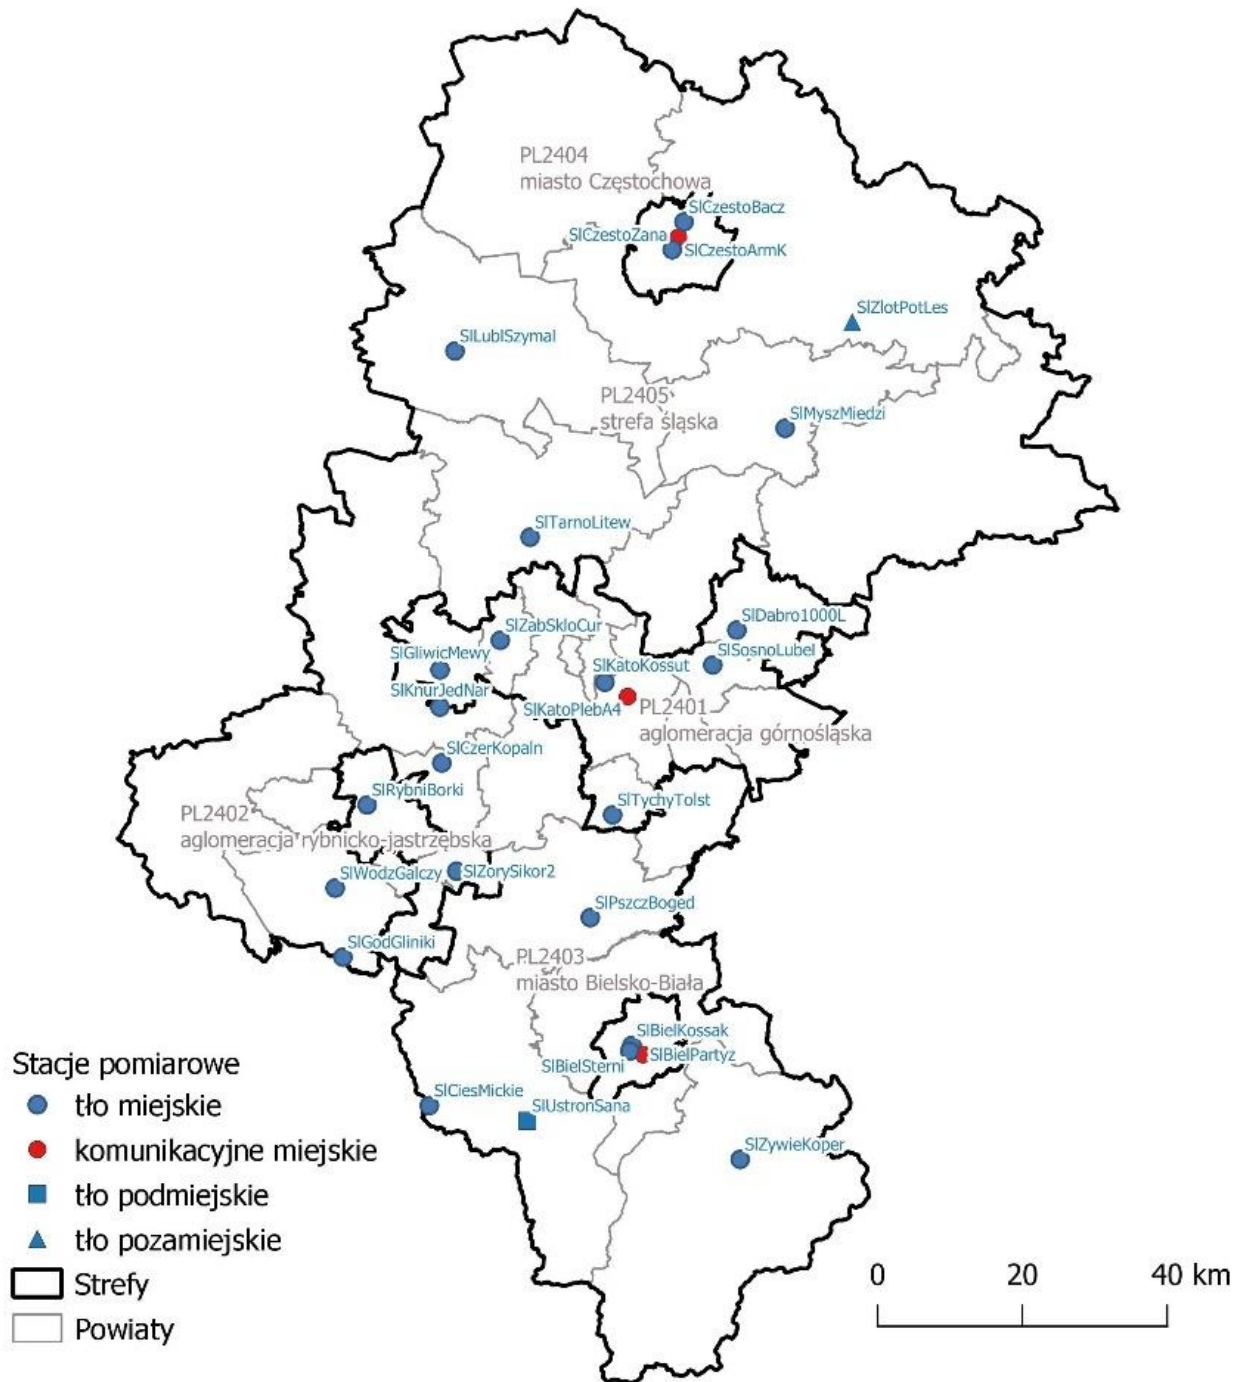 PL2404
miasto Częstochowa
SlCzestoBacz
SlCzestoZana
SlCzestoArmK
SlZlotPotLes
SlLublSzymal
PL2405
strefa śląska
SlMyszMiedzi
SlTarnoLitew
SlDabro1000L
SlZabSkloCur
SlGliwicMewy
SlSosnoLubel
SlKatoKossut
SlKnurJedNar
SlKatoPlebA4
PL2401
aglomeracja górnośląska
SlCzerKopaln
SlRybniBorki
SlTychyTolst
PL2402
aglomeracja rybnicko-jastrzębska
SlWodzGalczy
SlZorySikor2
SlPszczBoged
SlGodGliniki
PL2403
miasto Bielsko-Biała
SlBielKossak
SlBielPartyz
SlBielSterni
SlCiesMickie
SlUstronSana
SlZywieKoper
Stacje pomiarowe
tło miejskie
komunikacyjne miejskie
tło podmiejskie
tło pozamiejskie
Strefy
Powiaty
0 20 40 km